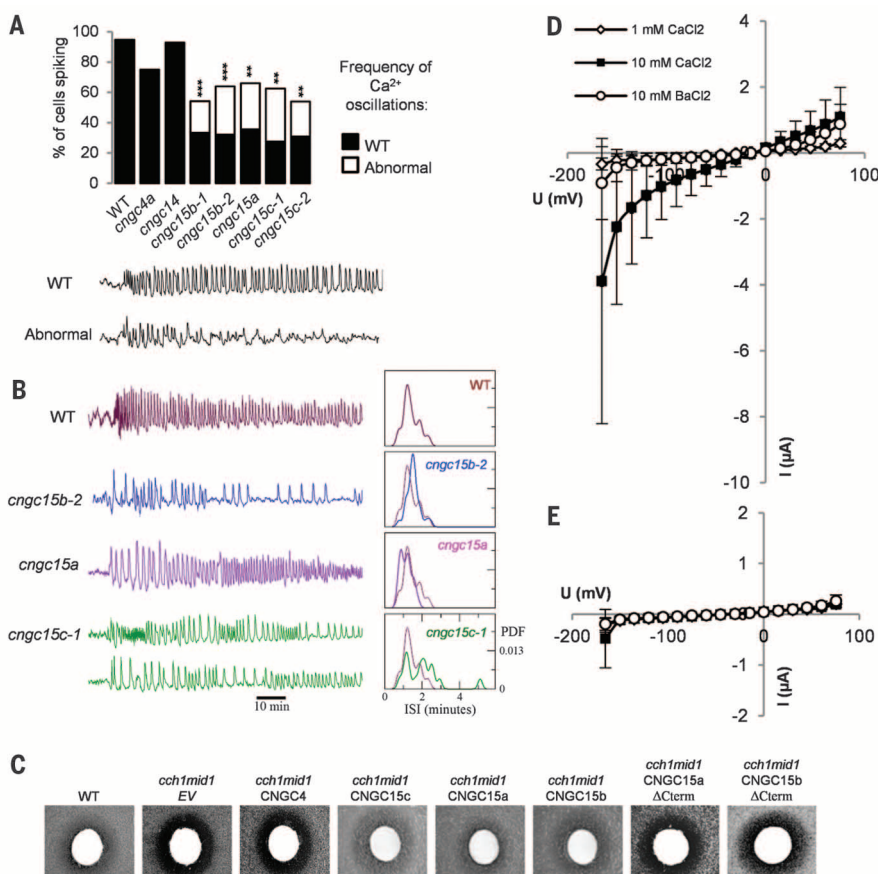 A
% of cells spiking
100
80
60
40
20
0
***
***
**
**
**
WT
cngc4a
cngc14
cngc15b-1
cngc15b-2
cngc15a
cngc15c-1
cngc15c-2
Frequency of
Ca²⁺
oscillations:
WT
Abnormal
WT
Abnormal
B
WT
cngc15b-2
cngc15a
cngc15c-1
10 min
WT
cngc15b-2
cngc15a
cngc15c-1
PDF
0.013
0
0 2 4
ISI (minutes)
C
WT
cch1mid1
EV
cch1mid1
CNGC4
cch1mid1
CNGC15c
cch1mid1
CNGC15a
cch1mid1
CNGC15b
cch1mid1
CNGC15a
ΔCterm
cch1mid1
CNGC15b
ΔCterm
D
1 mM CaCl2
10 mM CaCl2
10 mM BaCl2
4
2
0
-2
-4
-6
-8
-10
-200 -100 0 100
U (mV)
I (µA)
E
2
1
0
-1
-2
-200 -100 0 100
U (mV)
I (µA)